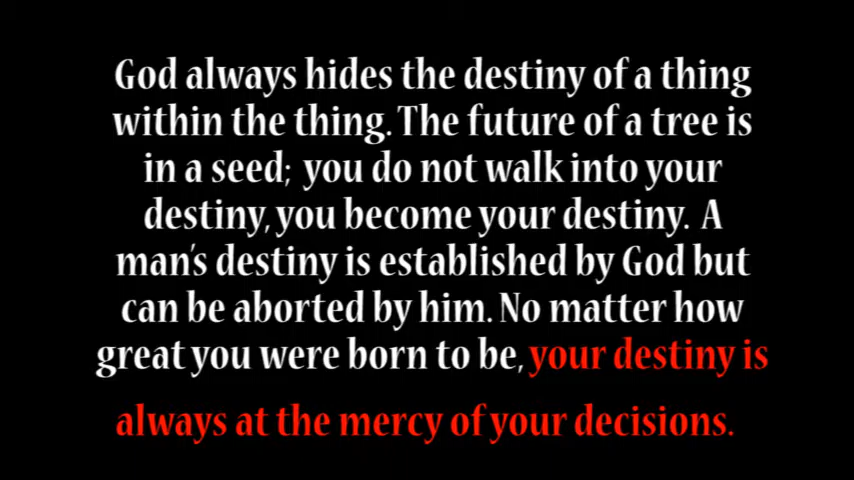 God always hides the destiny of a thing
within the thing. The future of a tree is
in a seed; you do not walk into your
destiny, you become your destiny. A
man's destiny is established by God but
can be aborted by him. No matter how
great you were born to be, your destiny is
always at the mercy of your decisions.